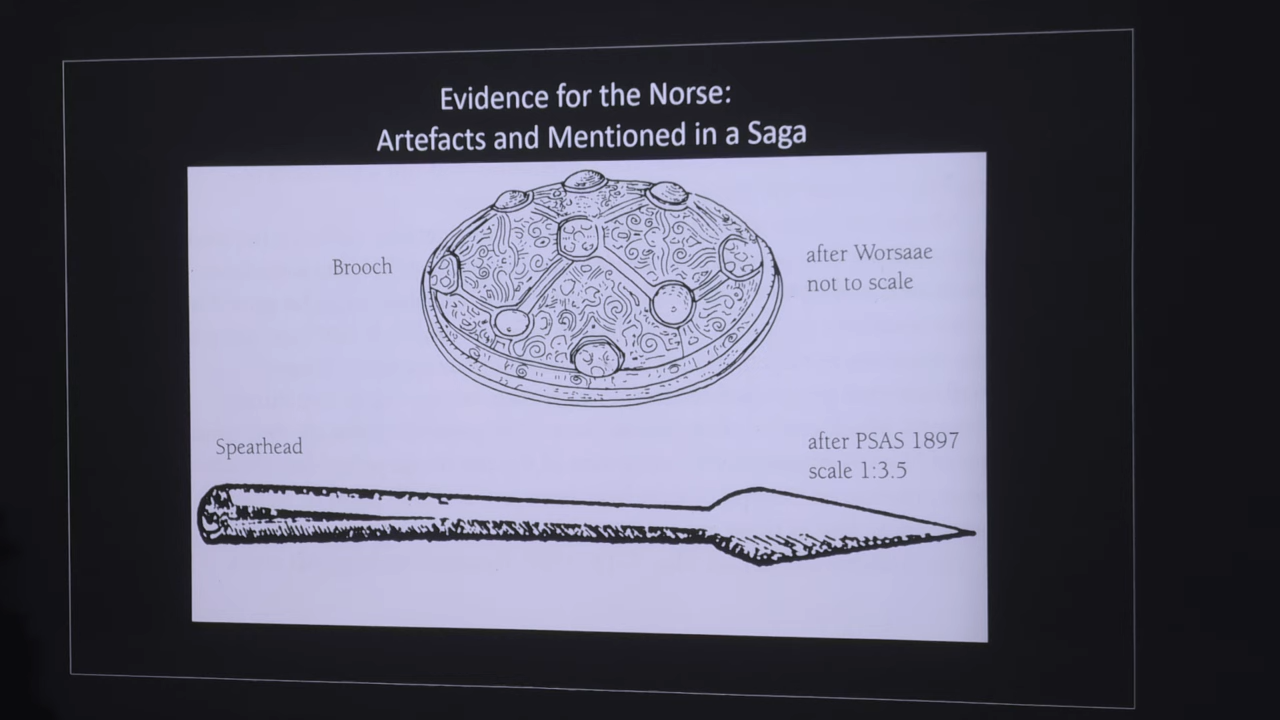 Evidence for the Norse:
Artefacts and Mentioned in a Saga
Brooch
after Worsaae
not to scale
Spearhead
after PSAS 1897
scale 1:3.5